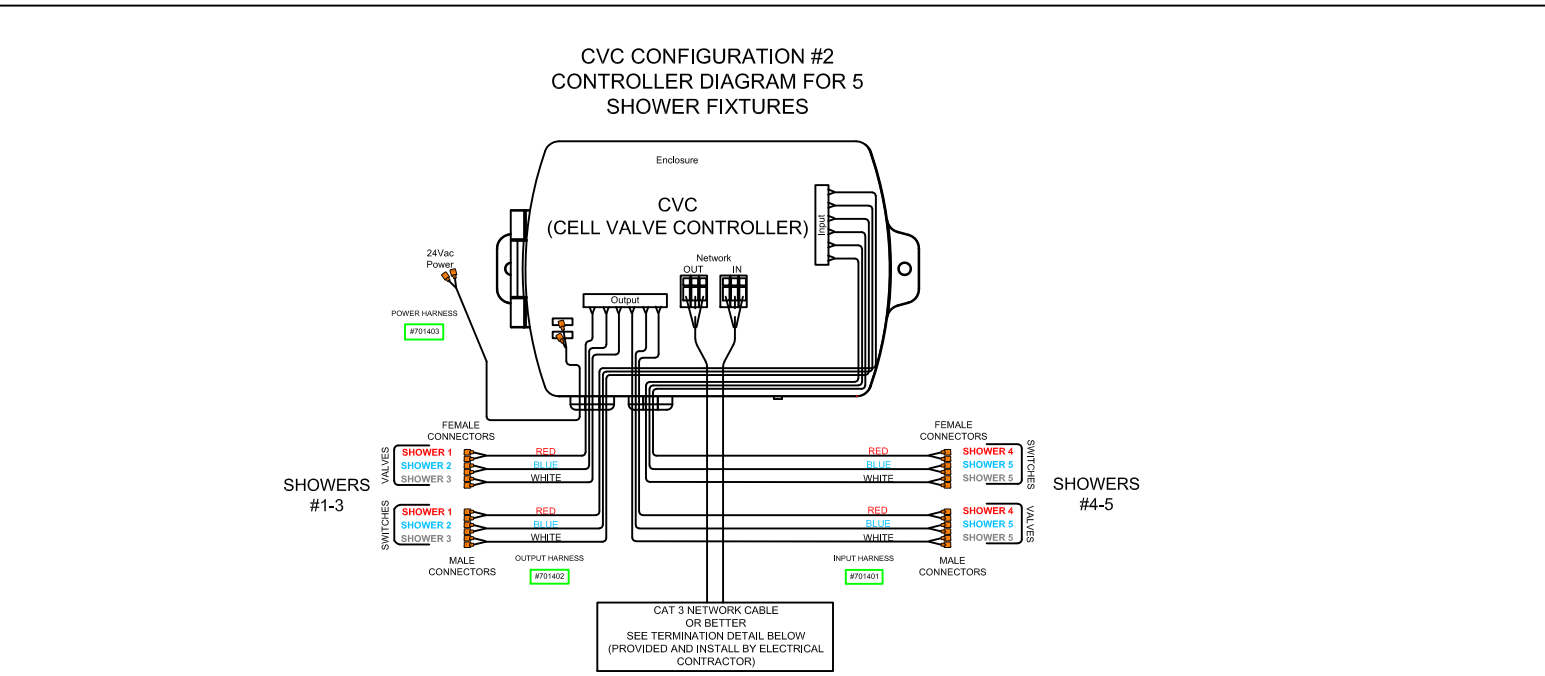 CVC CONFIGURATION #2
CONTROLLER DIAGRAM FOR 5
SHOWER FIXTURES
Enclosure
CVC
(CELL VALVE CONTROLLER)
Input
24Vac
Power
Network
OUT
IN
Output
POWER HARNESS
#701403
FEMALE
CONNECTORS
VALVES
SHOWER 1
SHOWER 2
SHOWER 3
RED
BLUE
WHITE
SHOWERS
#1-3
SWITCHES
SHOWER 1
SHOWER 2
SHOWER 3
RED
BLUE
WHITE
MALE
CONNECTORS
OUTPUT HARNESS
#701402
FEMALE
CONNECTORS
RED
BLUE
WHITE
SHOWER 4
SHOWER 5
SHOWER 5
SWITCHES
SHOWERS
#4-5
RED
BLUE
WHITE
SHOWER 4
SHOWER 5
SHOWER 5
VALVES
INPUT HARNESS
#701401
MALE
CONNECTORS
CAT 3 NETWORK CABLE
OR BETTER
SEE TERMINATION DETAIL BELOW
(PROVIDED AND INSTALL BY ELECTRICAL
CONTRACTOR)